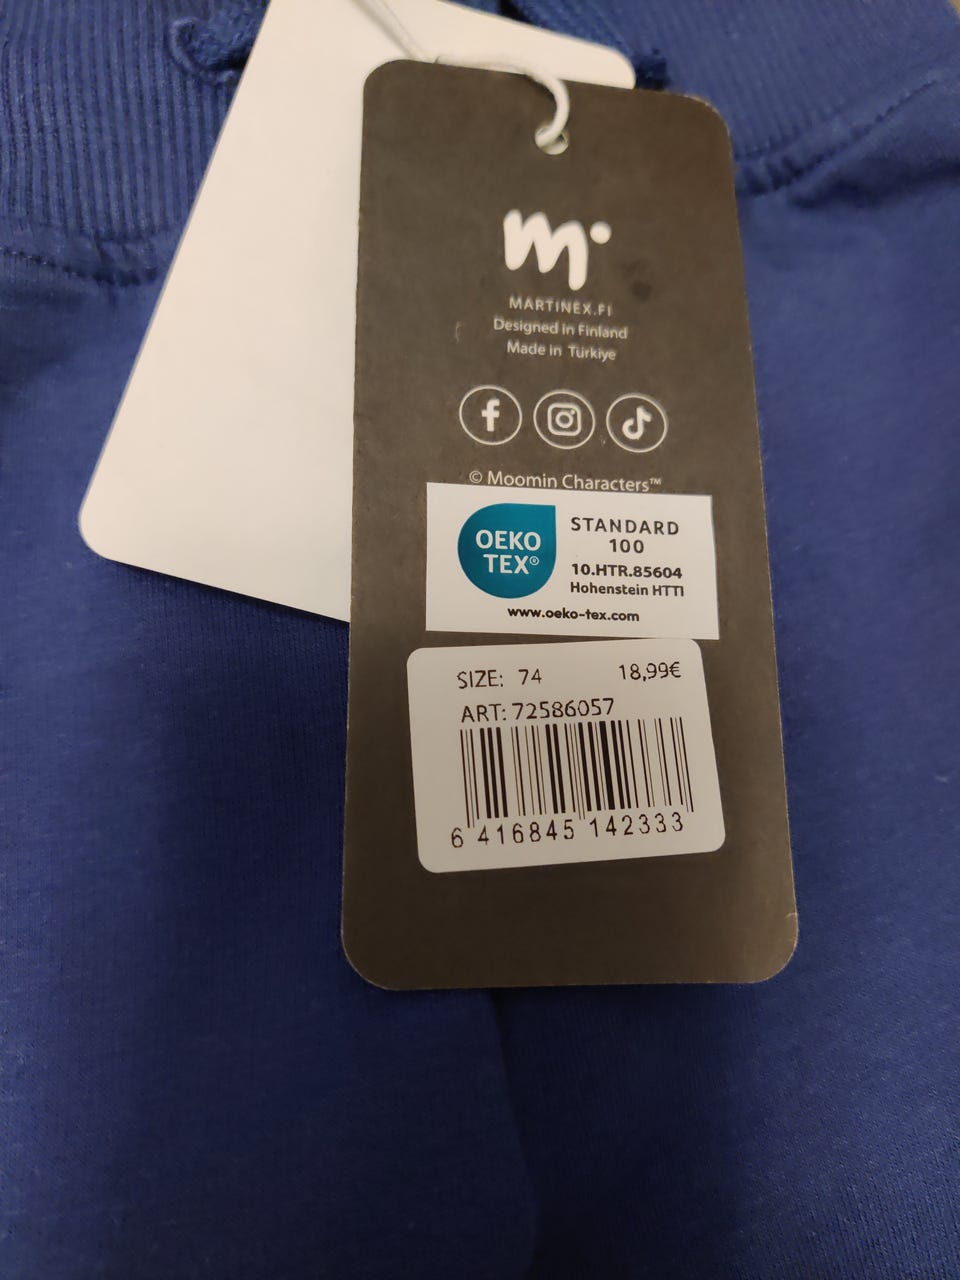 m
MARTINEX.FI
Designed in Finland
Made in Türkiye
© Moomin Characters™
OEKO
TEX®
STANDARD
100
10.HTR.85604
Hohenstein HTTI
www.oeko-tex.com
SIZE: 74 18,99€
ART: 72586057
6 416845 142333